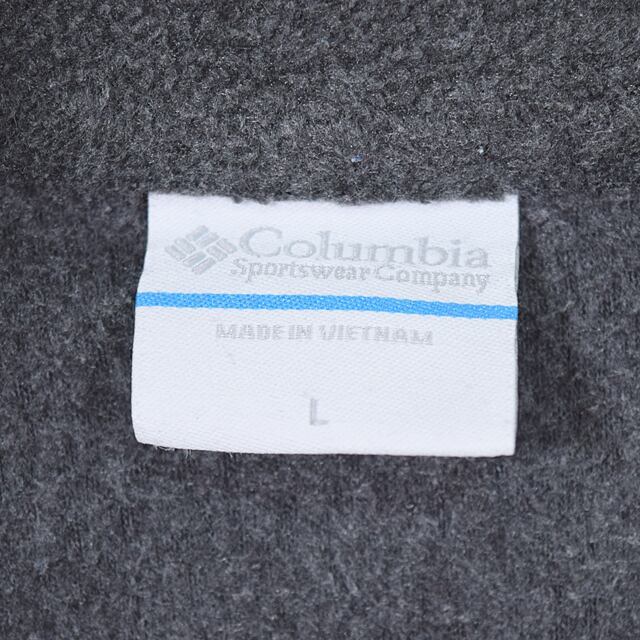 Columbia
Sportswear Company
MADE IN VIETNAM
L